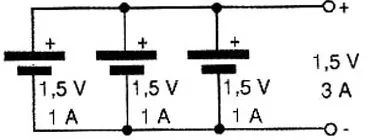 +
+ + +
1,5 V 1,5 V 1,5 V 1,5 V
1 A 1 A 1 A 3 A
-